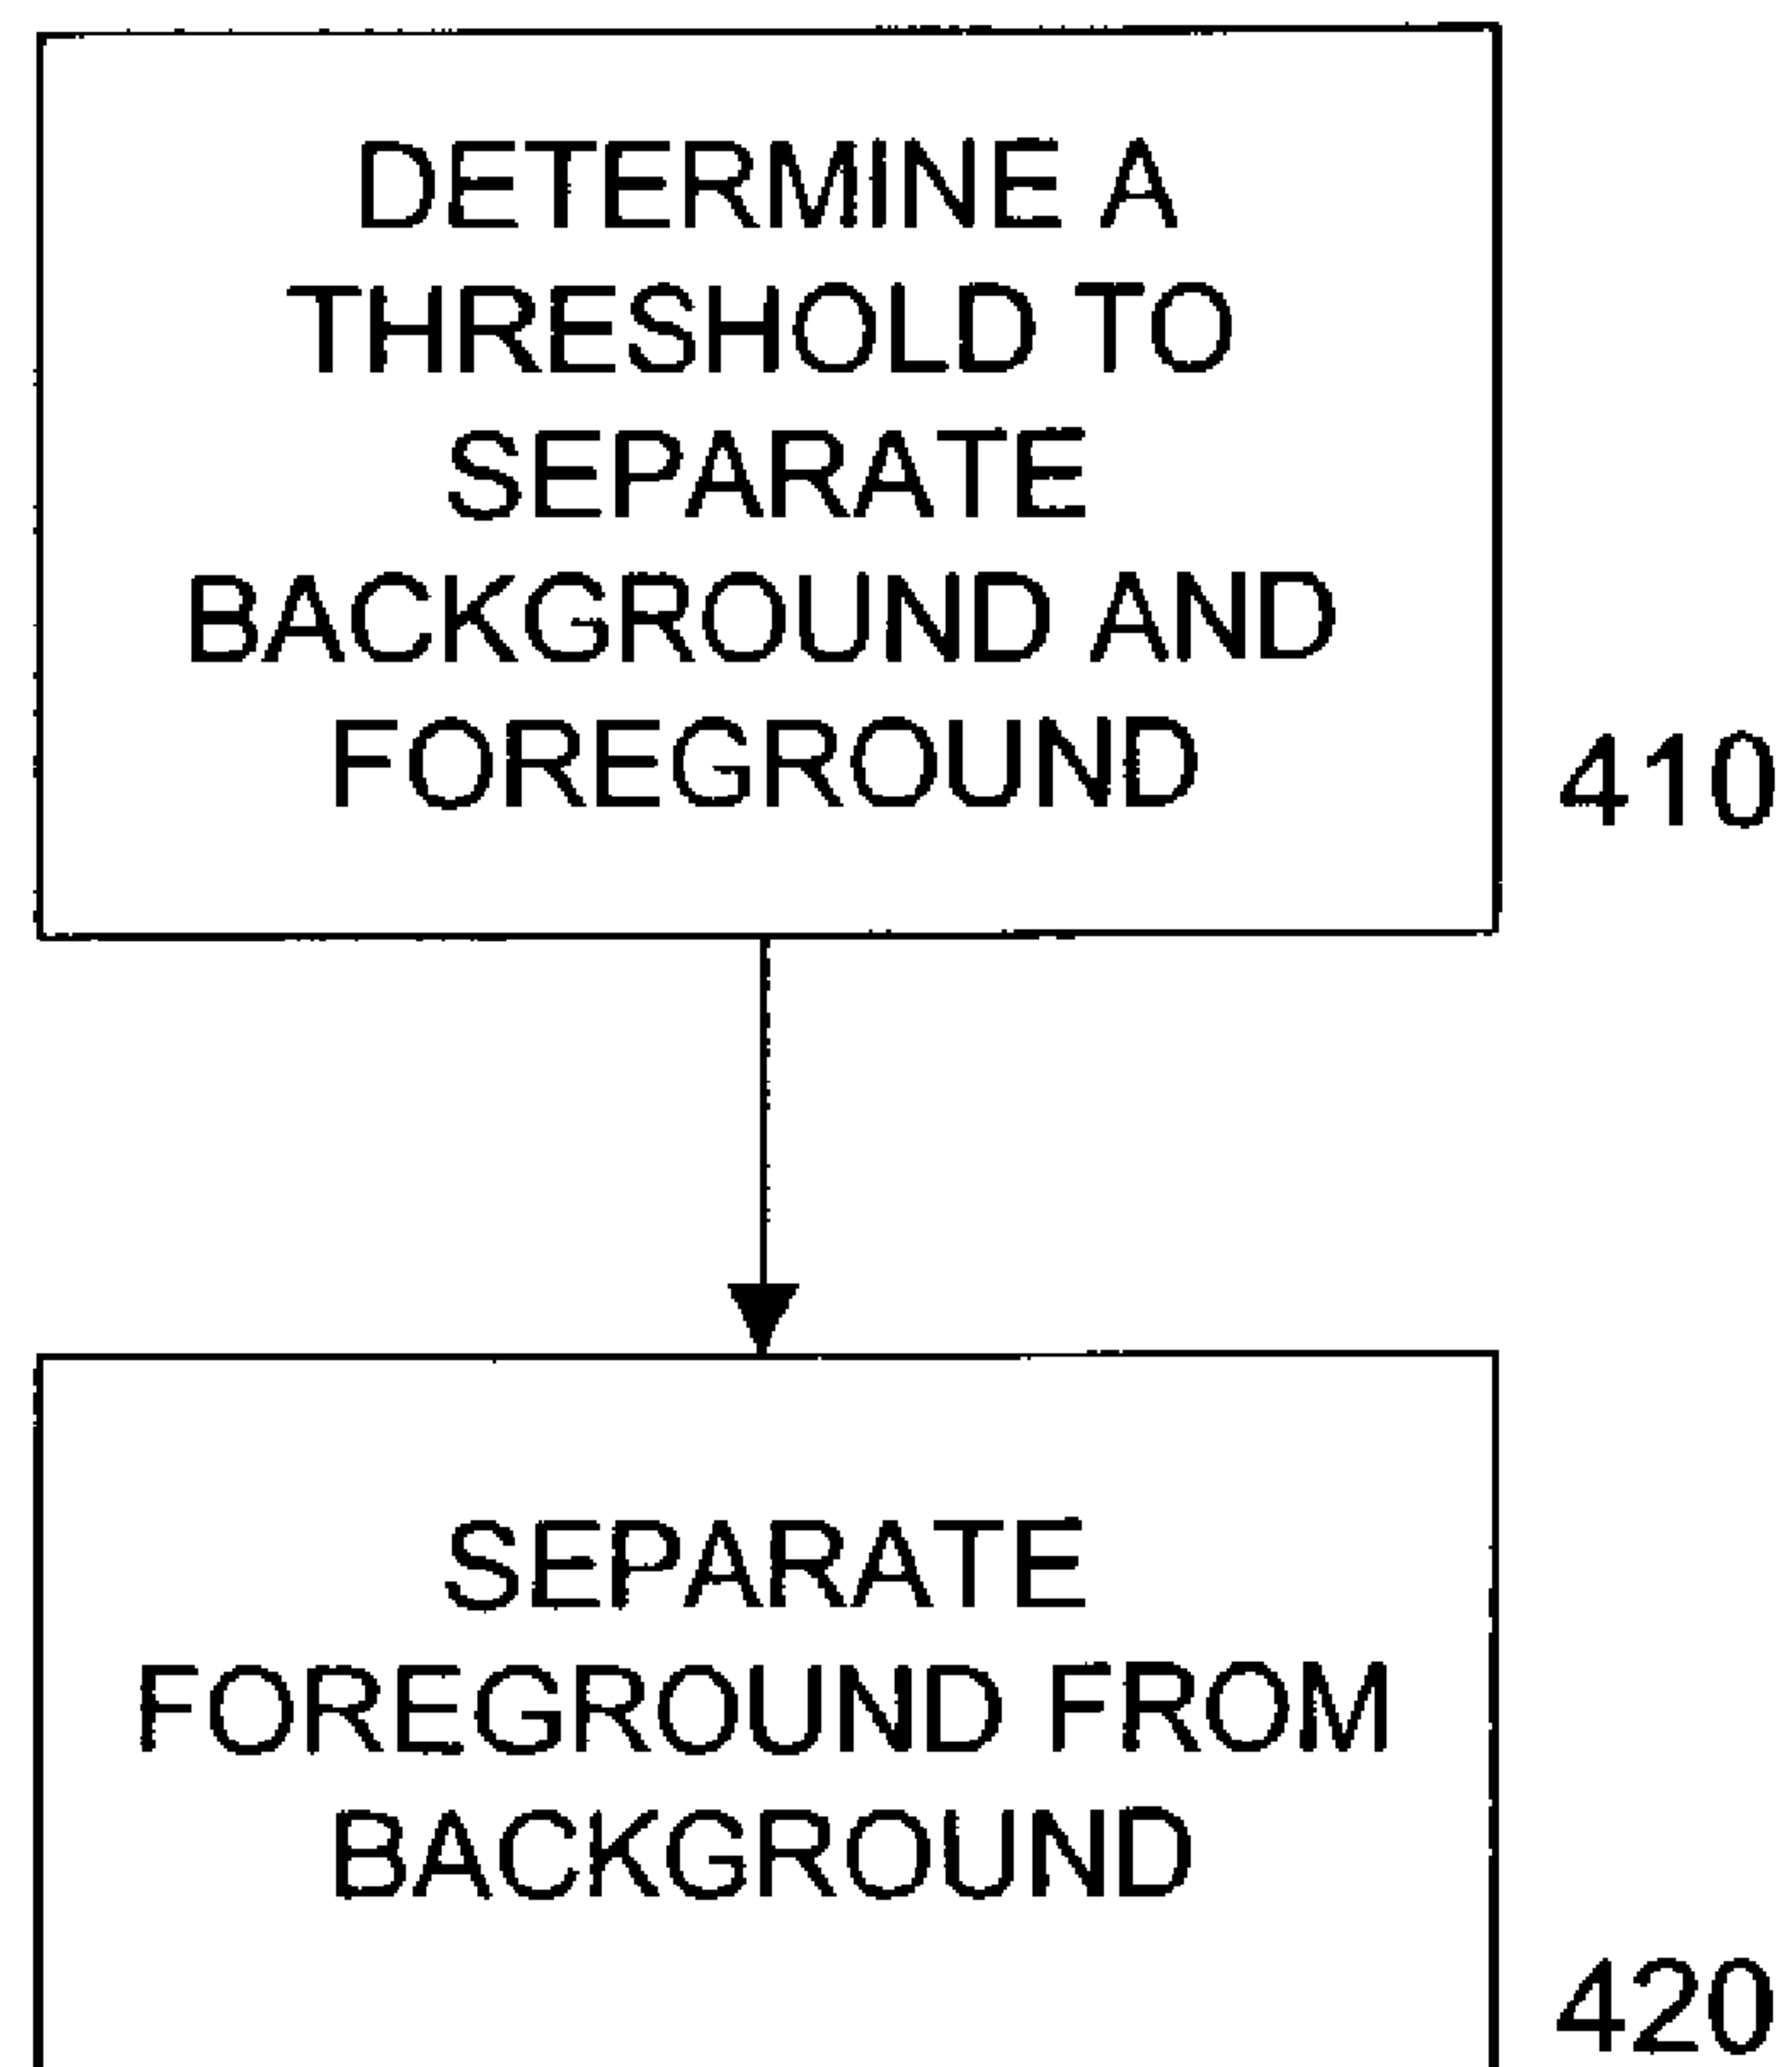 DETERMINE A
THRESHOLD TO
SEPARATE
BACKGROUND AND
FOREGROUND
410
SEPARATE
FOREGROUND FROM
BACKGROUND
420